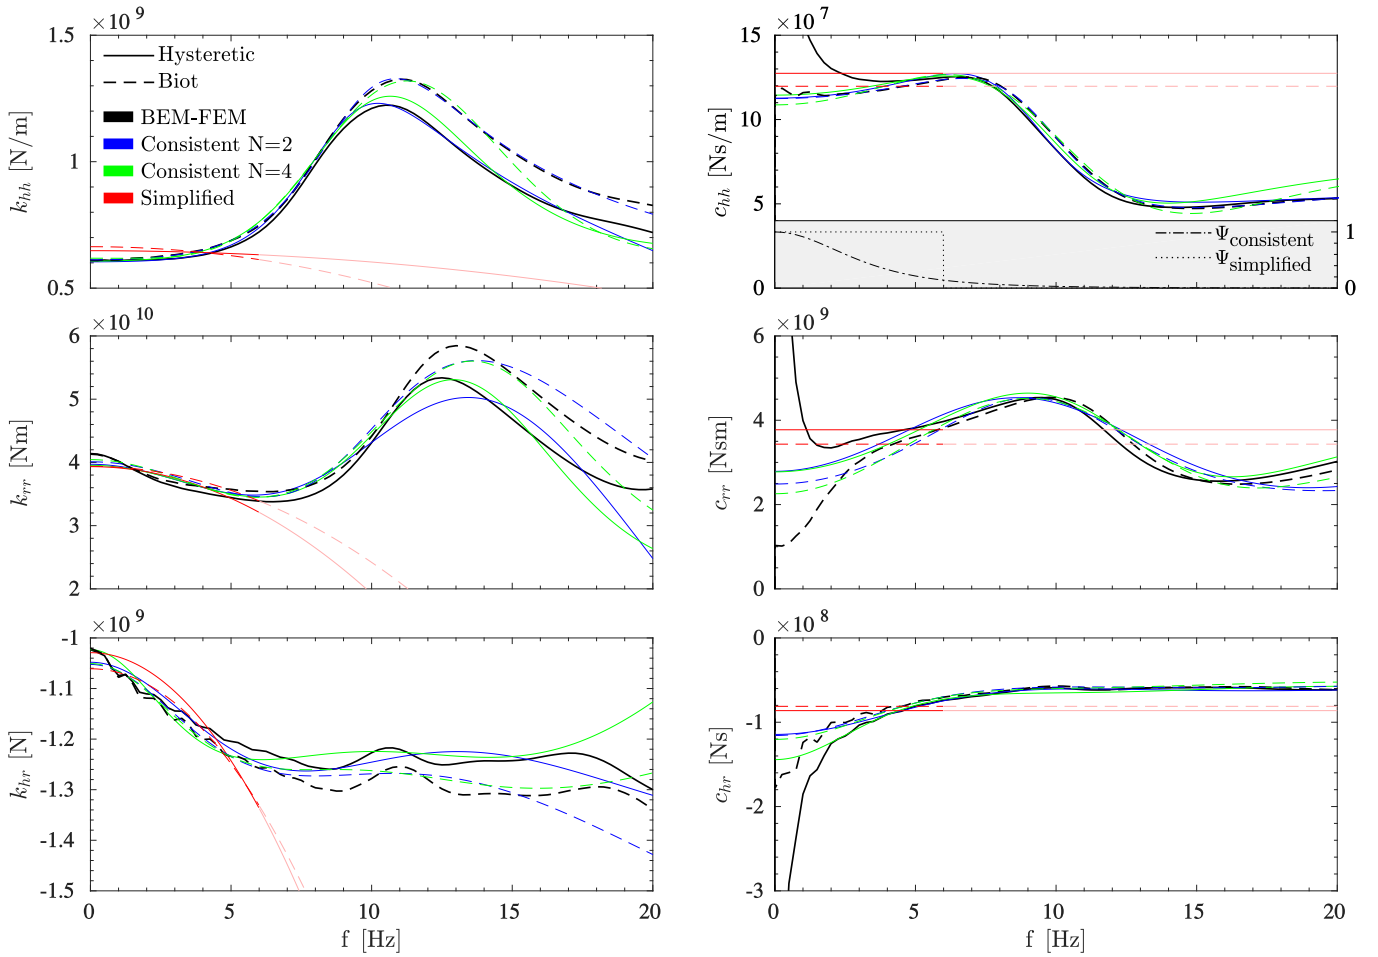 ×10 9
1.5
1
0.5
k_hh [N/m]
Hysteretic
Biot
BEM-FEM
Consistent N=2
Consistent N=4
Simplified
×10 7
15
10
5
0
c_hh [Ns/m]
Ψconsistent
Ψsimplified
1
0
×10 10
6
5
4
3
2
k_rr [Nm]
×10 9
6
4
2
0
c_rr [Nsm]
×10 9
-1
-1.1
-1.2
-1.3
-1.4
-1.5
k_hr [N]
0 5 10 15 20
f [Hz]
×10 8
0
-1
-2
-3
c_hr [Ns]
0 5 10 15 20
f [Hz]